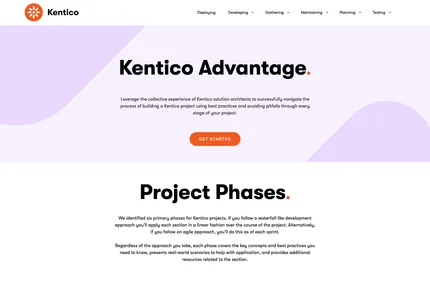 Kentico
Deploying Developing Gathering Maintaining Planning Testing
Kentico Advantage.
Leverage the collective experience of Kentico solution architects to successfully navigate the
process of building a Kentico project using best practices and avoiding pitfalls through every
stage of your project.
GET STARTED
Project Phases.
We identified six primary phases for Kentico projects. If you follow a waterfall like development
approach you'll apply each section in a linear fashion over the course of the project. Alternatively,
if you follow an agile approach, you'll do this as of each sprint.
Regardless of the approach you take, each phase covers the key concepts and best practices you
need to know, presents real-world scenarios to help with application, and provides additional
resources related to the section.